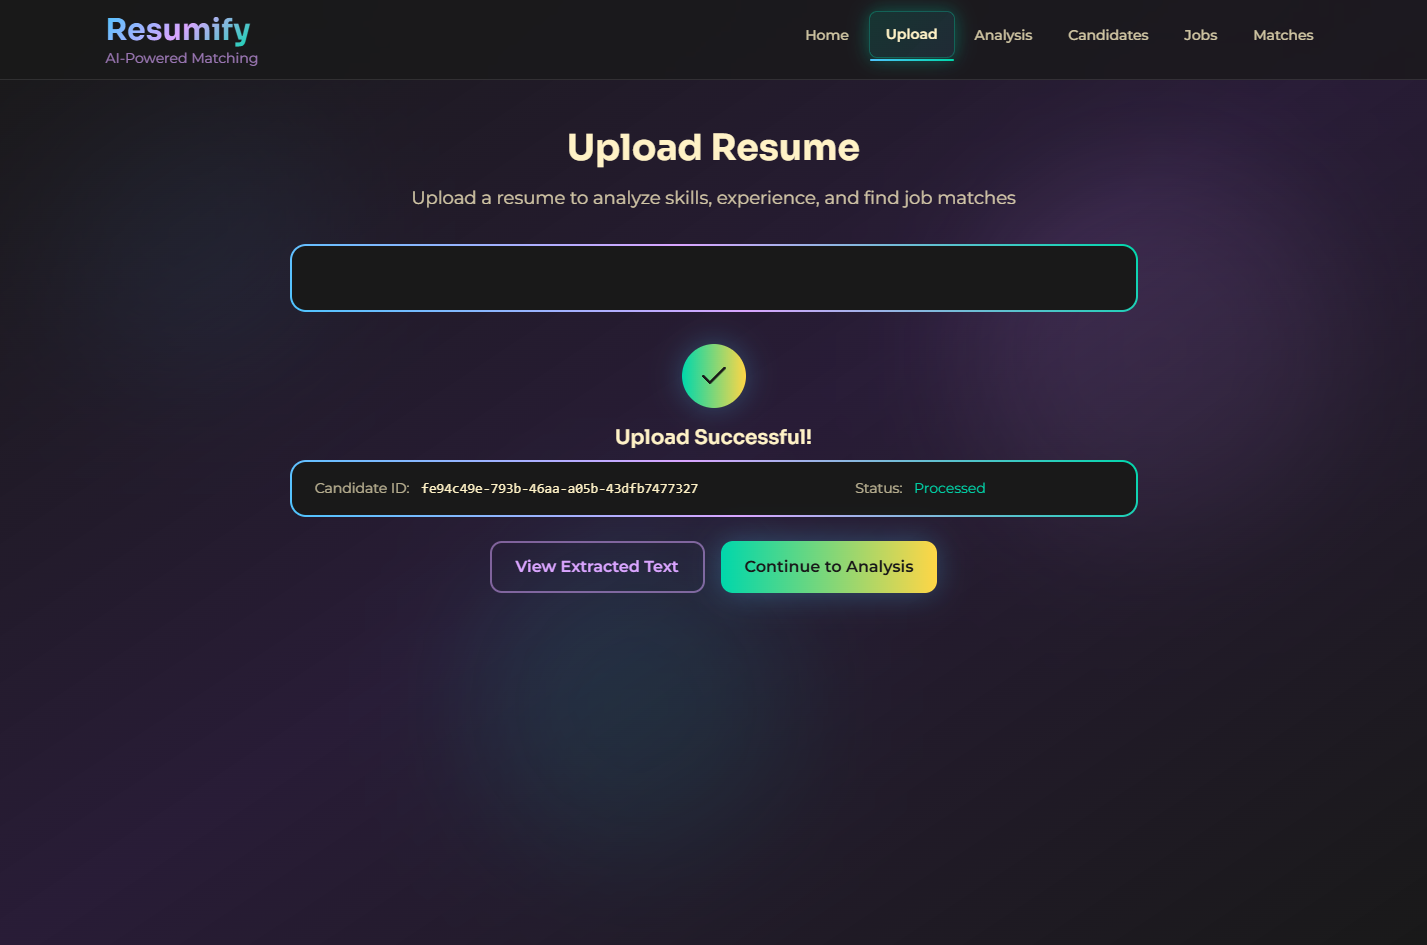 Resumify
AI-Powered Matching
Home Upload Analysis Candidates Jobs Matches
Upload Resume
Upload a resume to analyze skills, experience, and find job matches
Upload Successful!
Candidate ID: fe94c49e-793b-46aa-a05b-43dfb7477327 Status: Processed
View Extracted Text Continue to Analysis